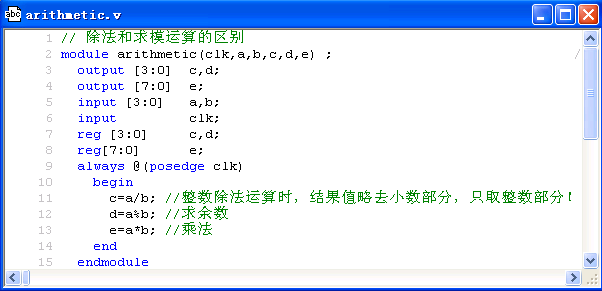 abc arithmetic.v
1 // 除法和求模运算的区别
2 module arithmetic(clk,a,b,c,d,e) ;
3 output [3:0] c,d;
4 output [7:0] e;
5 input [3:0] a,b;
6 input clk;
7 reg [3:0] c,d;
8 reg[7:0] e;
9 always @(posedge clk)
10 begin
11 c=a/b; //整数除法运算时，结果值略去小数部分，只取整数部分！
12 d=a%b; //求余数
13 e=a*b; //乘法
14 end
15 endmodule